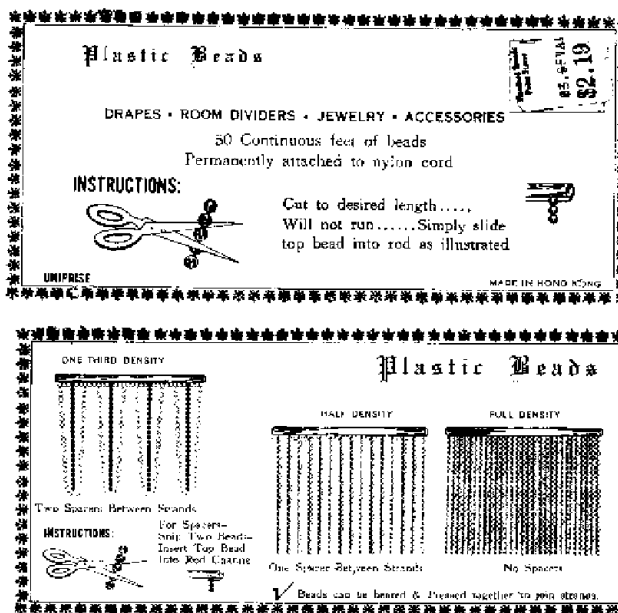 Plastic Beads
$2.19
DRAPES • ROOM DIVIDERS • JEWELRY • ACCESSORIES
50 Continuous feet of beads
Permanently attached to nylon cord
INSTRUCTIONS:
Cut to desired length.....
Will not run......Simply slide
top bead into rod as illustrated
UNIPRISE
MADE IN HONG KONG
Plastic Beads
ONE THIRD DENSITY
HALF DENSITY
FULL DENSITY
Two Spacers Between Strands
INSTRUCTIONS:
For Spacers—
Snip Two Beads—
Insert Top Bead
Into Rod
One Spacer Between Strands
No Spacers
Beads can be heated & Pressed together to join strands.